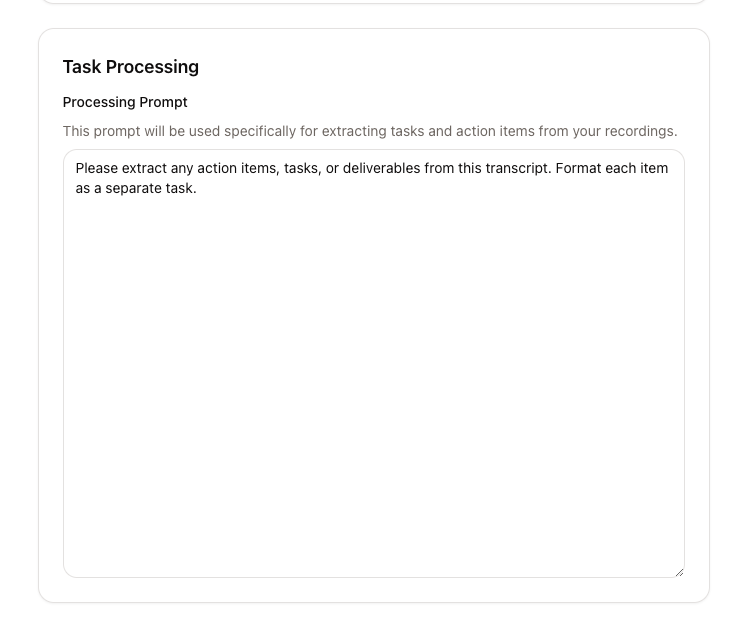 Task Processing
Processing Prompt
This prompt will be used specifically for extracting tasks and action items from your recordings.
Please extract any action items, tasks, or deliverables from this transcript. Format each item
as a separate task.